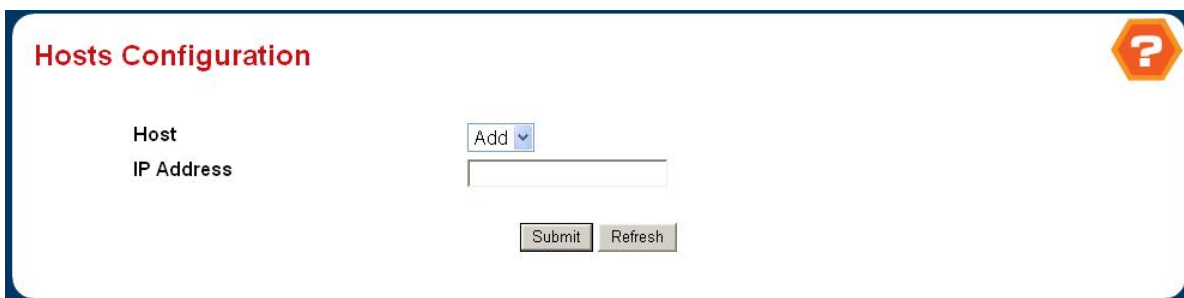 Hosts Configuration
?
Host Add
IP Address
Submit Refresh